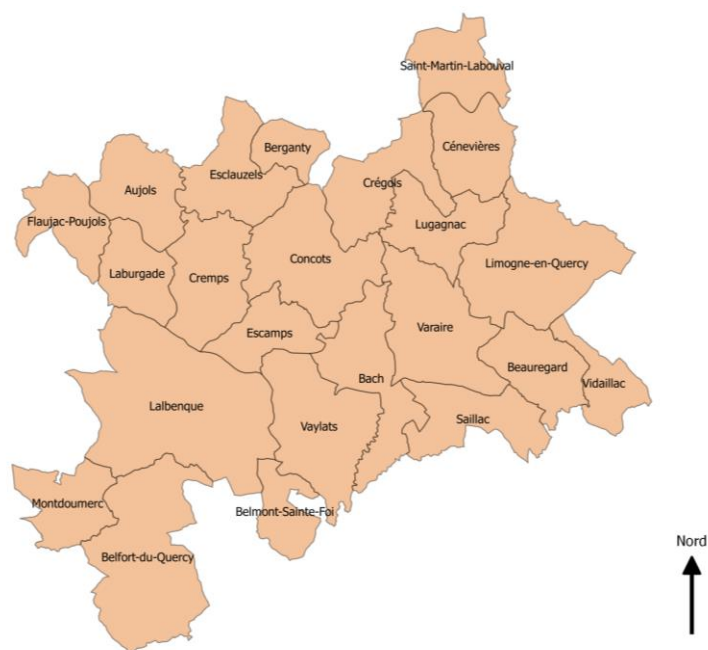 Saint-Martin-Labouval
Cénevières
Berganty
Esclauzels
Crégols
Aujols
Flaujac-Poujols
Lugagnac
Concots
Limogne-en-Quercy
Laburgade
Cremps
Varaire
Escamps
Beauregard
Bach
Vidaillac
Lalbenque
Saillac
Vaylats
Montdoumerc
Belmont-Sainte-Foi
Nord
Belfort-du-Quercy